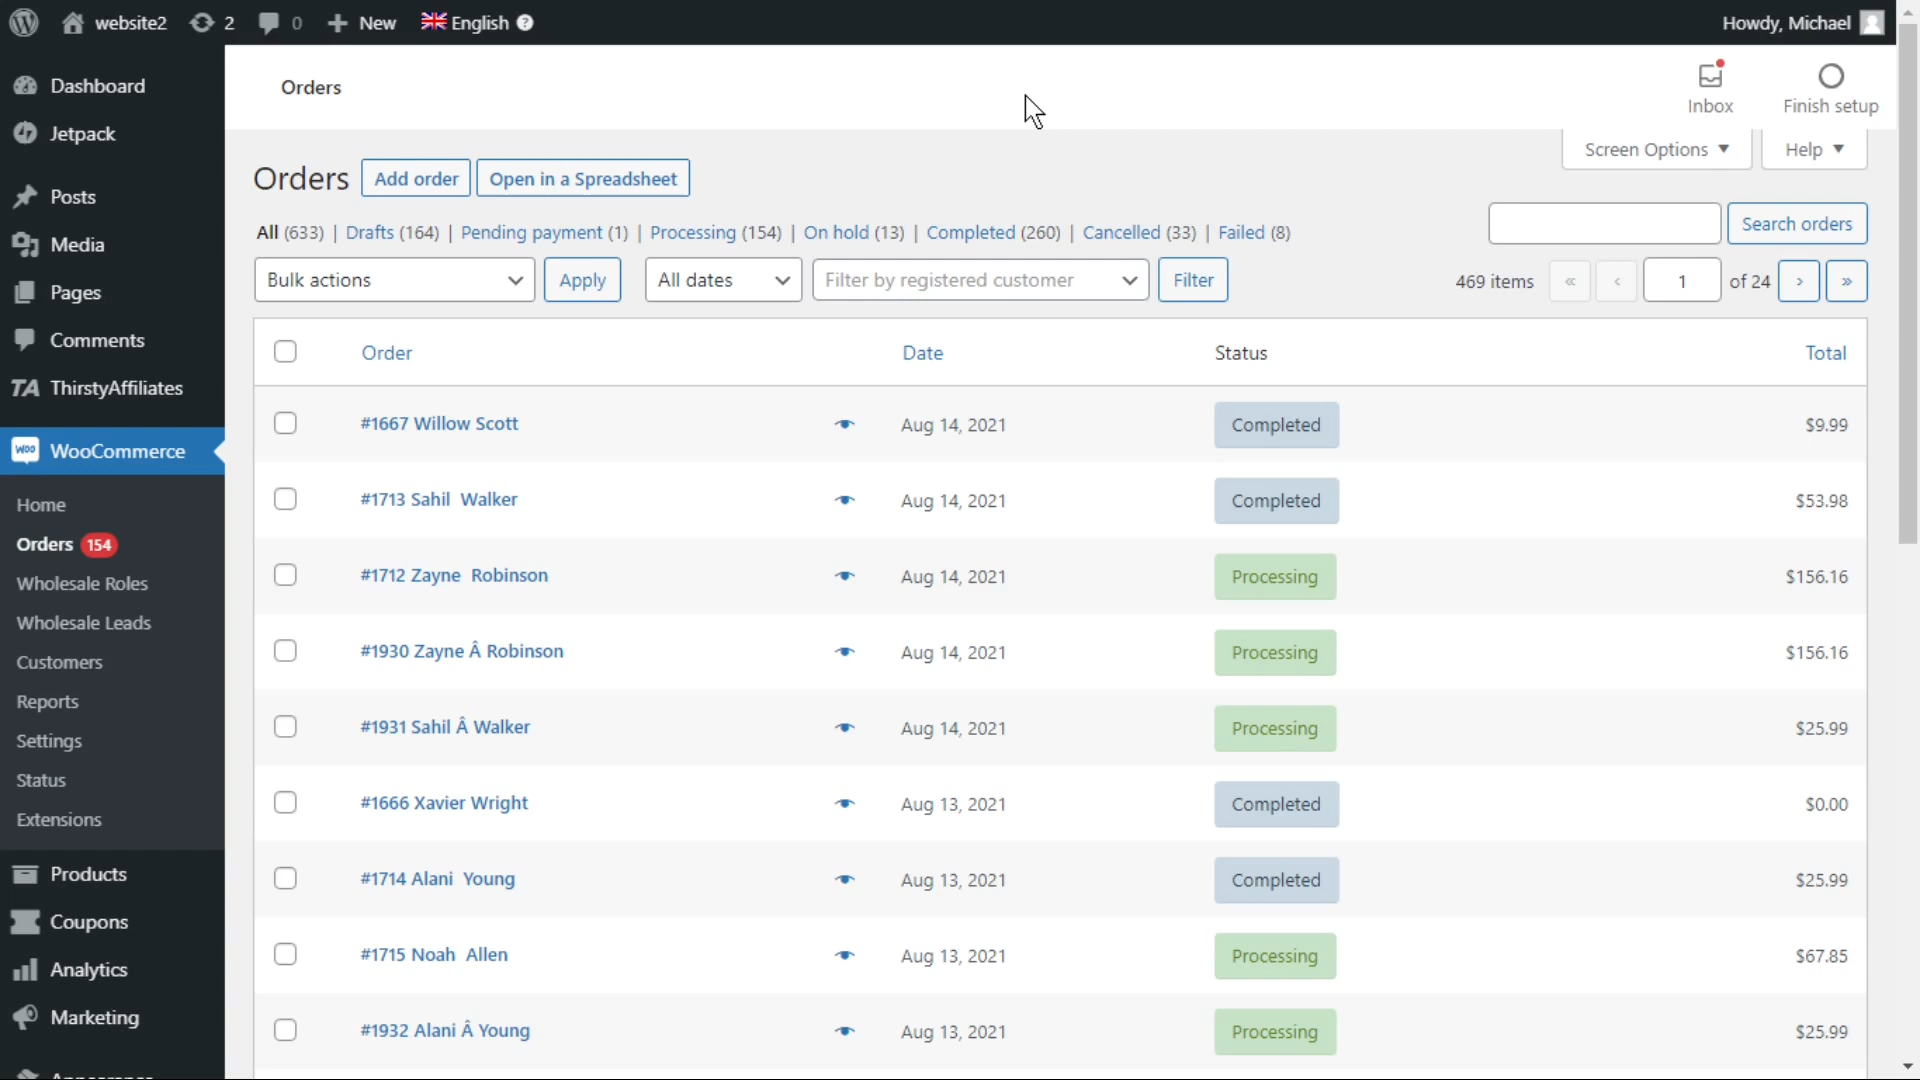 website2 2 0 New English Howdy, Michael
Dashboard
Jetpack
Posts
Media
Pages
Comments
TA ThirstyAffiliates
WOO WooCommerce
Home
Orders 154
Wholesale Roles
Wholesale Leads
Customers
Reports
Settings
Status
Extensions
Products
Coupons
Analytics
Marketing
Orders
Inbox
Finish setup
Screen Options Help
Orders Add order Open in a Spreadsheet
All (633) | Drafts (164) | Pending payment (1) | Processing (154) | On hold (13) | Completed (260) | Cancelled (33) | Failed (8)
Search orders
Bulk actions Apply All dates Filter by registered customer Filter 469 items « ‹ 1 of 24 › »
Order Date Status Total
#1667 Willow Scott Aug 14, 2021 Completed $9.99
#1713 Sahil Walker Aug 14, 2021 Completed $53.98
#1712 Zayne Robinson Aug 14, 2021 Processing $156.16
#1930 Zayne Â Robinson Aug 14, 2021 Processing $156.16
#1931 Sahil Â Walker Aug 14, 2021 Processing $25.99
#1666 Xavier Wright Aug 13, 2021 Completed $0.00
#1714 Alani Young Aug 13, 2021 Completed $25.99
#1715 Noah Allen Aug 13, 2021 Processing $67.85
#1932 Alani Â Young Aug 13, 2021 Processing $25.99